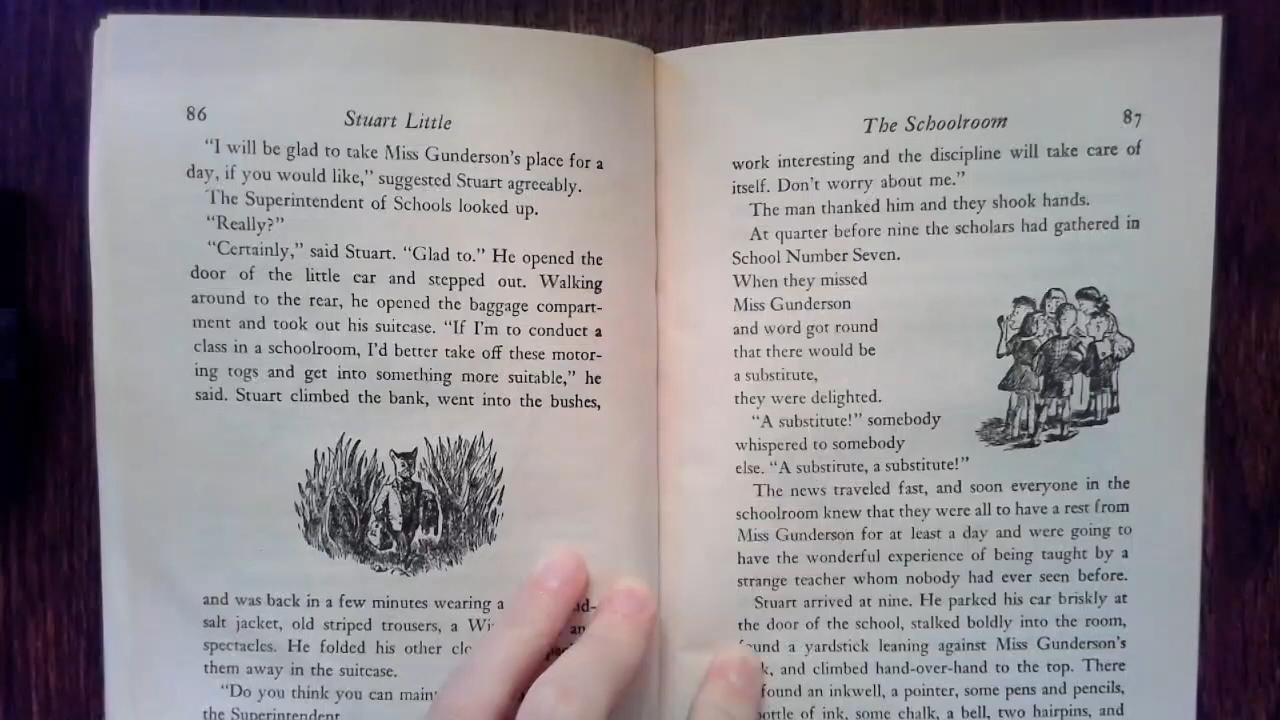 86
Stuart Little
"I will be glad to take Miss Gunderson's place for a
day, if you would like," suggested Stuart agreeably.
The Superintendent of Schools looked up.
"Really?"
"Certainly," said Stuart. "Glad to." He opened the
door of the little car and stepped out. Walking
around to the rear, he opened the baggage compart-
ment and took out his suitcase. "If I'm to conduct a
class in a schoolroom, I'd better take off these motor-
ing togs and get into something more suitable," he
said. Stuart climbed the bank, went into the bushes,
and was back in a few minutes wearing a
salt jacket, old striped trousers, a
spectacles. He folded his other
them away in the suitcase.
"Do you think you can
the Superintendent
The Schoolroom
87
work interesting and the discipline will take care of
itself. Don't worry about me."
The man thanked him and they shook hands.
At quarter before nine the scholars had gathered in
School Number Seven.
When they missed
Miss Gunderson
and word got round
that there would be
a substitute,
they were delighted.
"A substitute!" somebody
whispered to somebody
else. "A substitute, a substitute!"
The news traveled fast, and soon everyone in the
schoolroom knew that they were all to have a rest from
Miss Gunderson for at least a day and were going to
have the wonderful experience of being taught by a
strange teacher whom nobody had ever seen before.
Stuart arrived at nine. He parked his car briskly at
the door of the school, stalked boldly into the room,
found a yardstick leaning against Miss Gunderson's
and climbed hand-over-hand to the top. There
found an inkwell, a pointer, some pens and pencils,
bottle of ink, some chalk, a bell, two hairpins, and